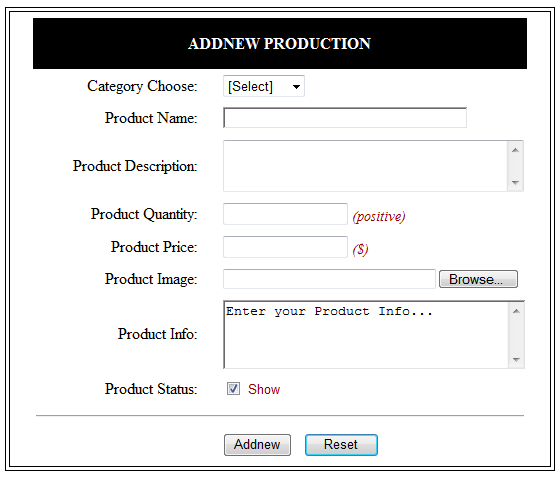 ADDNEW PRODUCTION
Category Choose: [Select]
Product Name:
Product Description:
Product Quantity: (positive)
Product Price: ($)
Product Image: Browse...
Enter your Product Info...
Product Info:
Product Status: Show
Addnew Reset